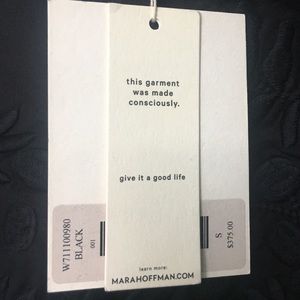 this garment
was made
consciously.
give it a good life
learn more:
MARAHOFFMAN.COM
W711100980
BLACK
001
S
$375.00